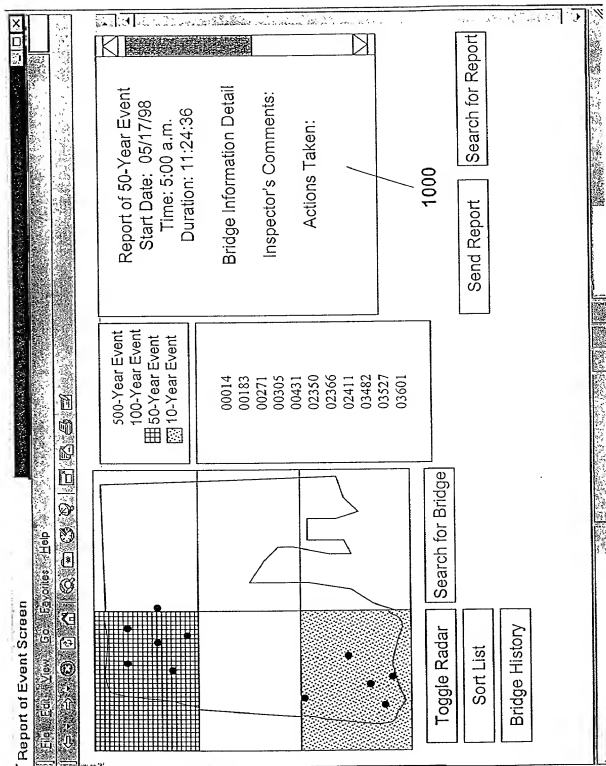 Report of Event Screen
File Edit View Go Favorites Help
500-Year Event
100-Year Event
50-Year Event
10-Year Event
00014
00183
00271
00305
00431
02350
02366
02411
03482
03527
03601
Report of 50-Year Event
Start Date: 05/17/98
Time: 5:00 a.m.
Duration: 11:24:36
Bridge Information Detail
Inspector's Comments:
Actions Taken:
1000
Toggle Radar
Search for Bridge
Sort List
Bridge History
Send Report
Search for Report